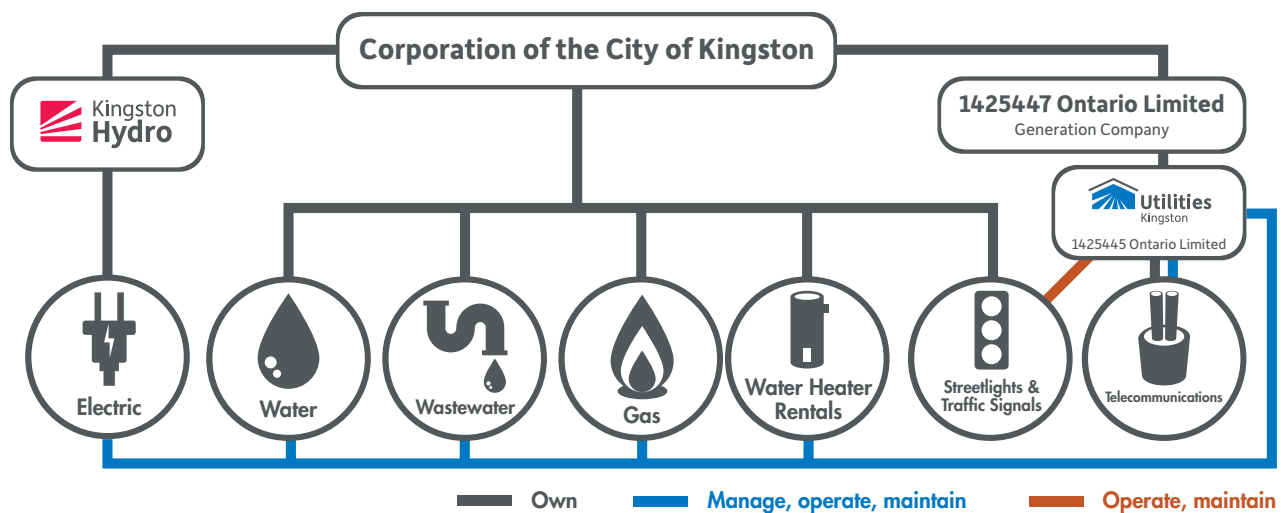 Corporation of the City of Kingston
Kingston
Hydro
1425447 Ontario Limited
Generation Company
Utilities
Kingston
1425445 Ontario Limited
Electric
Water
Wastewater
Gas
Water Heater
Rentals
Streetlights &
Traffic Signals
Telecommunications
Own
Manage, operate, maintain
Operate, maintain